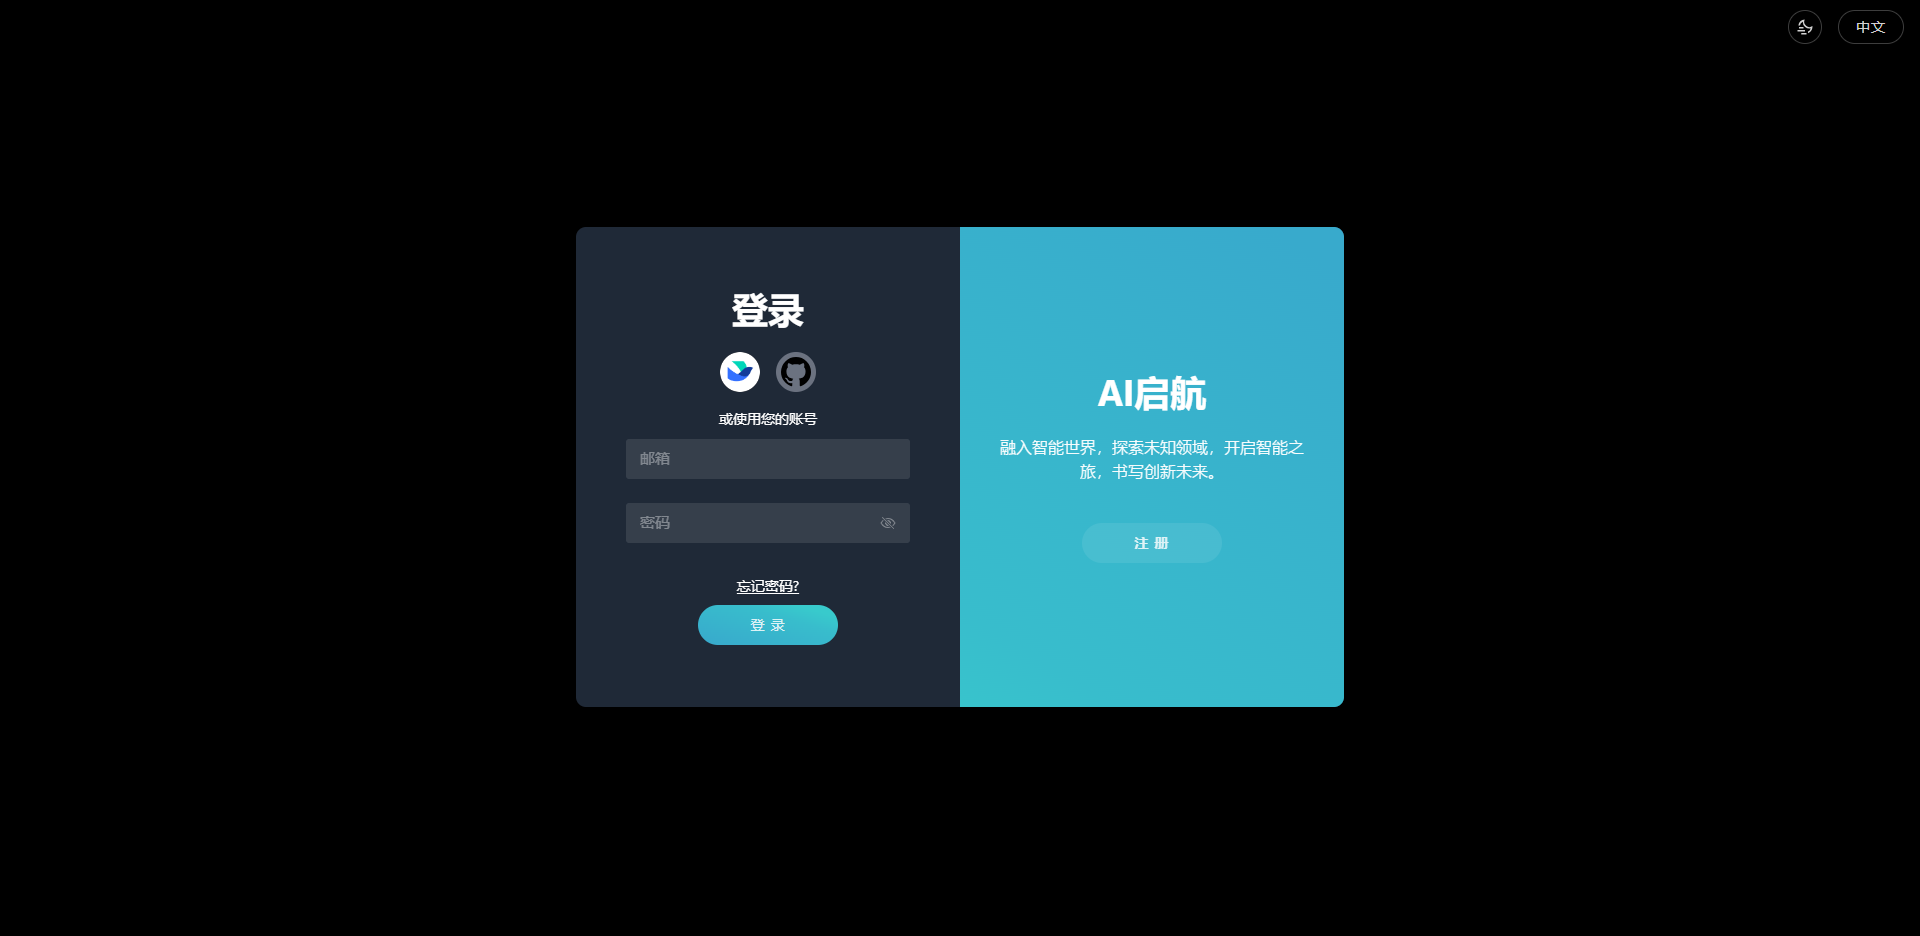 中文
登录
或使用您的账号
邮箱
密码
忘记密码?
登 录
AI启航
融入智能世界，探索未知领域，开启智能之
旅，书写创新未来。
注 册